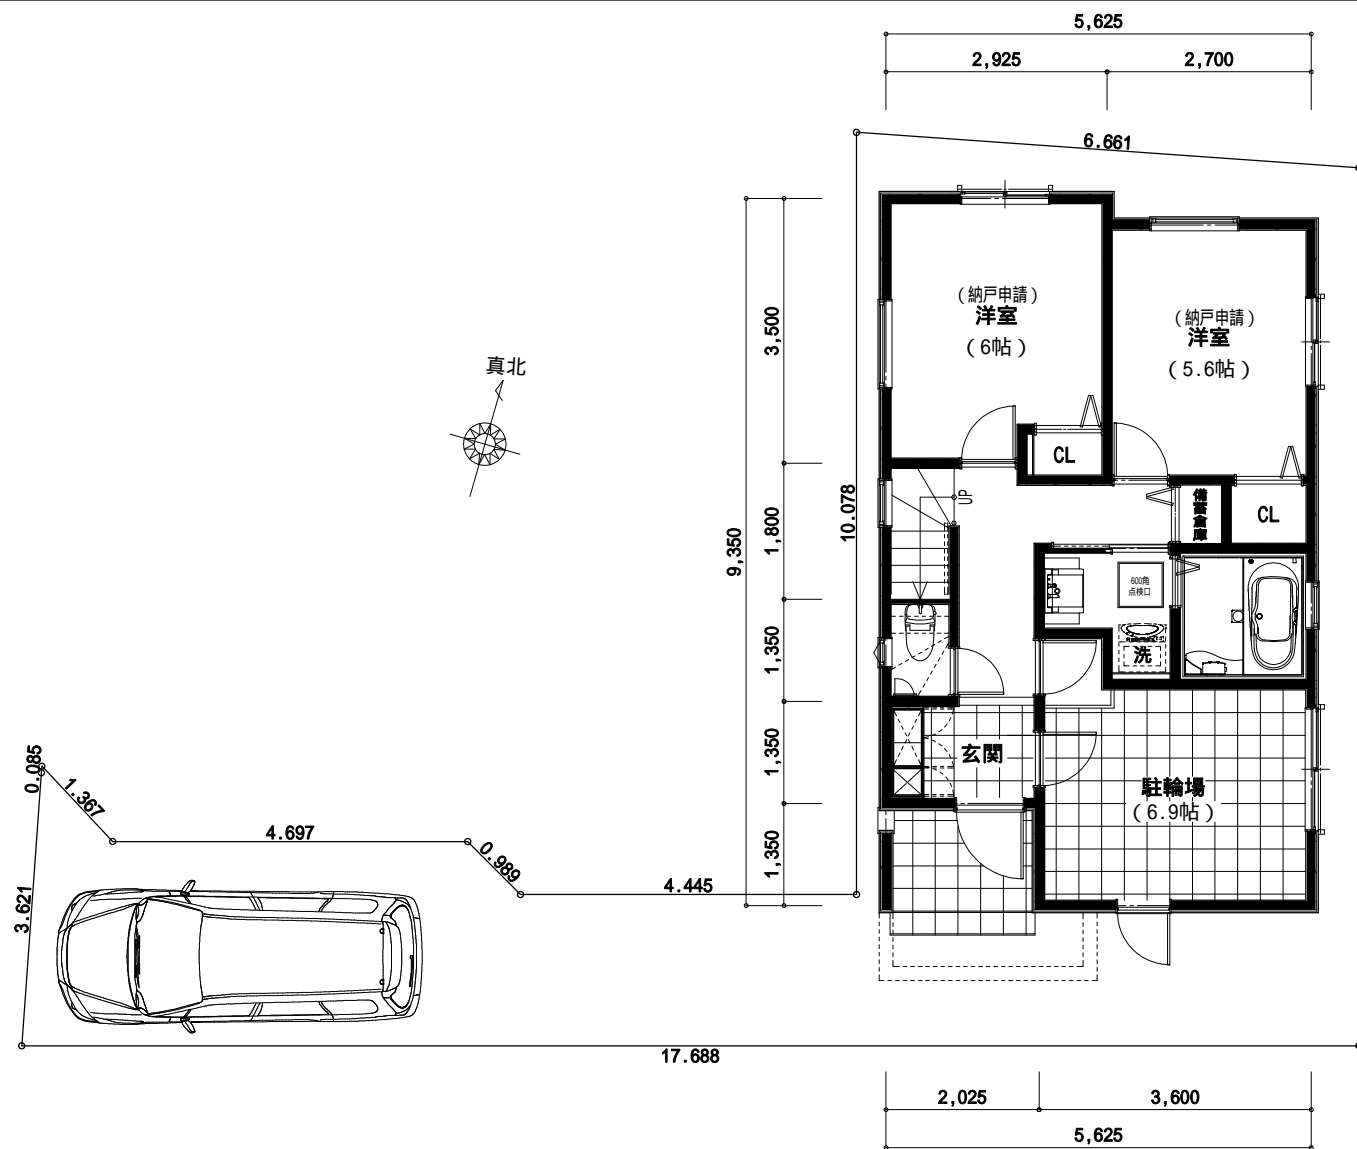 5,625
2,925
2,700
6.661
(納戸申請)
洋室
(6帖)
(納戸申請)
洋室
(5.6帖)
真北
3,500
CL
CL
UP
備蓄倉庫
10.078
1,800
9,350
600角
点検口
1,350
洗
1,350
玄関
駐輪場
(6.9帖)
0.085
1.367
4.697
0.989
1,350
4.445
3.621
17.688
2,025
3,600
5,625